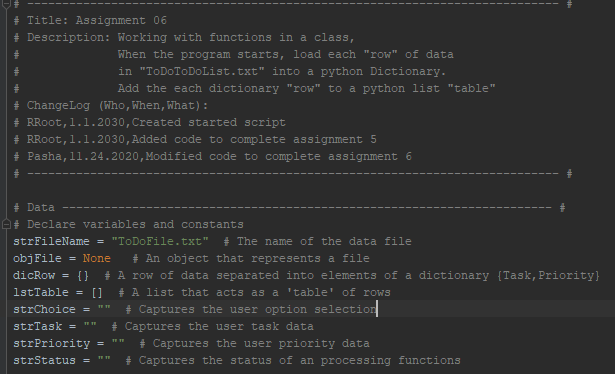 # --------------------------------------------------------------------------- #
# Title: Assignment 06
# Description: Working with functions in a class,
#              When the program starts, load each "row" of data
#              in "ToDoToDoList.txt" into a python Dictionary.
#              Add the each dictionary "row" to a python list "table"
# ChangeLog (Who,When,What):
# RRoot,1.1.2030,Created started script
# RRoot,1.1.2030,Added code to complete assignment 5
# Pasha,11.24.2020,Modified code to complete assignment 6
# --------------------------------------------------------------------------- #
# Data ---------------------------------------------------------------------- #
# Declare variables and constants
strFileName = "ToDoFile.txt"  # The name of the data file
objFile = None   # An object that represents a file
dicRow = {}  # A row of data separated into elements of a dictionary {Task,Priority}
lstTable = []  # A list that acts as a 'table' of rows
strChoice = ""  # Captures the user option selection
strTask = ""  # Captures the user task data
strPriority = ""  # Captures the user priority data
strStatus = ""  # Captures the status of an processing functions